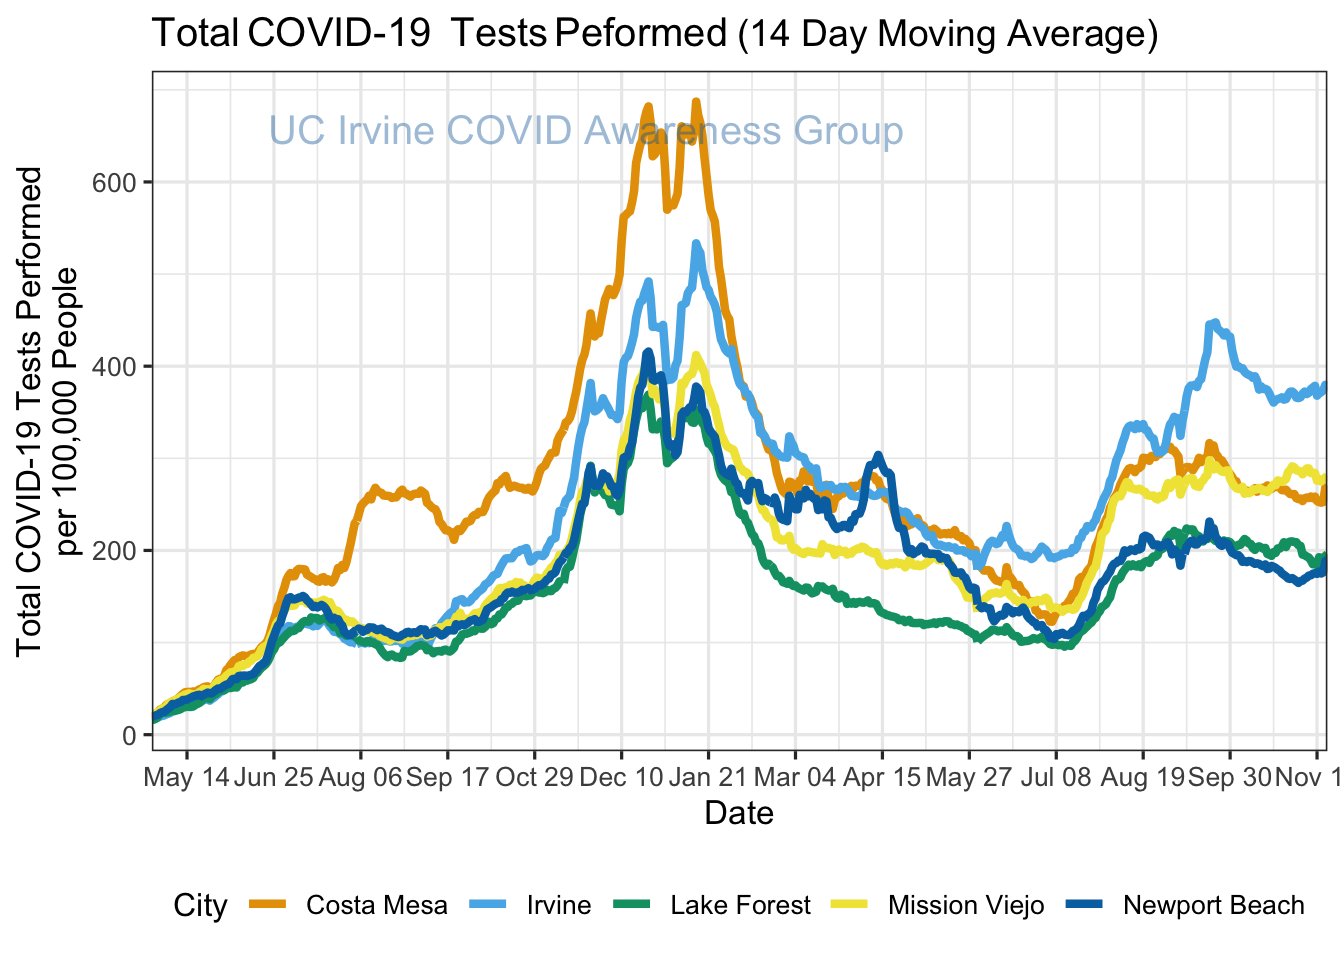 Total COVID-19 Tests Peformed (14 Day Moving Average)
UC Irvine COVID Awareness Group
Total COVID-19 Tests Performed
per 100,000 People
600
400
200
0
May 14 Jun 25 Aug 06 Sep 17 Oct 29 Dec 10 Jan 21 Mar 04 Apr 15 May 27 Jul 08 Aug 19 Sep 30 Nov 1
Date
City Costa Mesa Irvine Lake Forest Mission Viejo Newport Beach